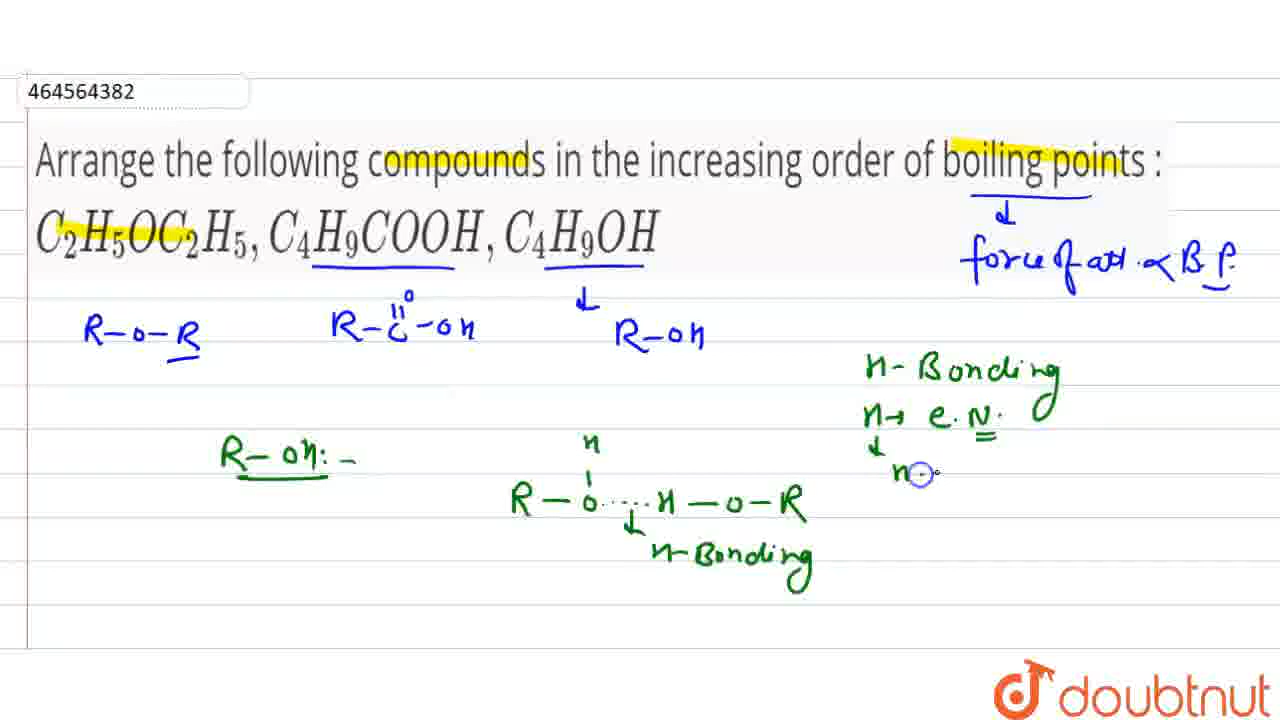 464564382
Arrange the following compounds in the increasing order of boiling points :
C₂H₅OC₂H₅, C₄H₉COOH, C₄H₉OH
force of att. ∝ B.P.
R-O-R
R-C-OH
O
R-OH
H-Bonding
H→ e.N.
H
R-OH:-
H
R-O.....H-O-R
H-Bonding
doubtnut